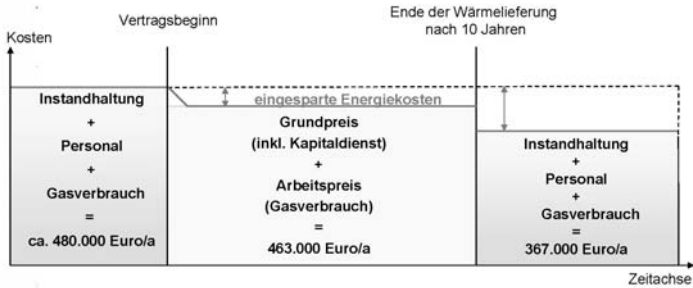 Kosten
Vertragsbeginn
Ende der Wärmelieferung
nach 10 Jahren
Instandhaltung
+
Personal
+
Gasverbrauch
=
ca. 480.000 Euro/a
eingesparte Energiekosten
Grundpreis
(inkl. Kapitaldienst)
+
Arbeitspreis
(Gasverbrauch)
=
463.000 Euro/a
Instandhaltung
+
Personal
+
Gasverbrauch
=
367.000 Euro/a
Zeitachse